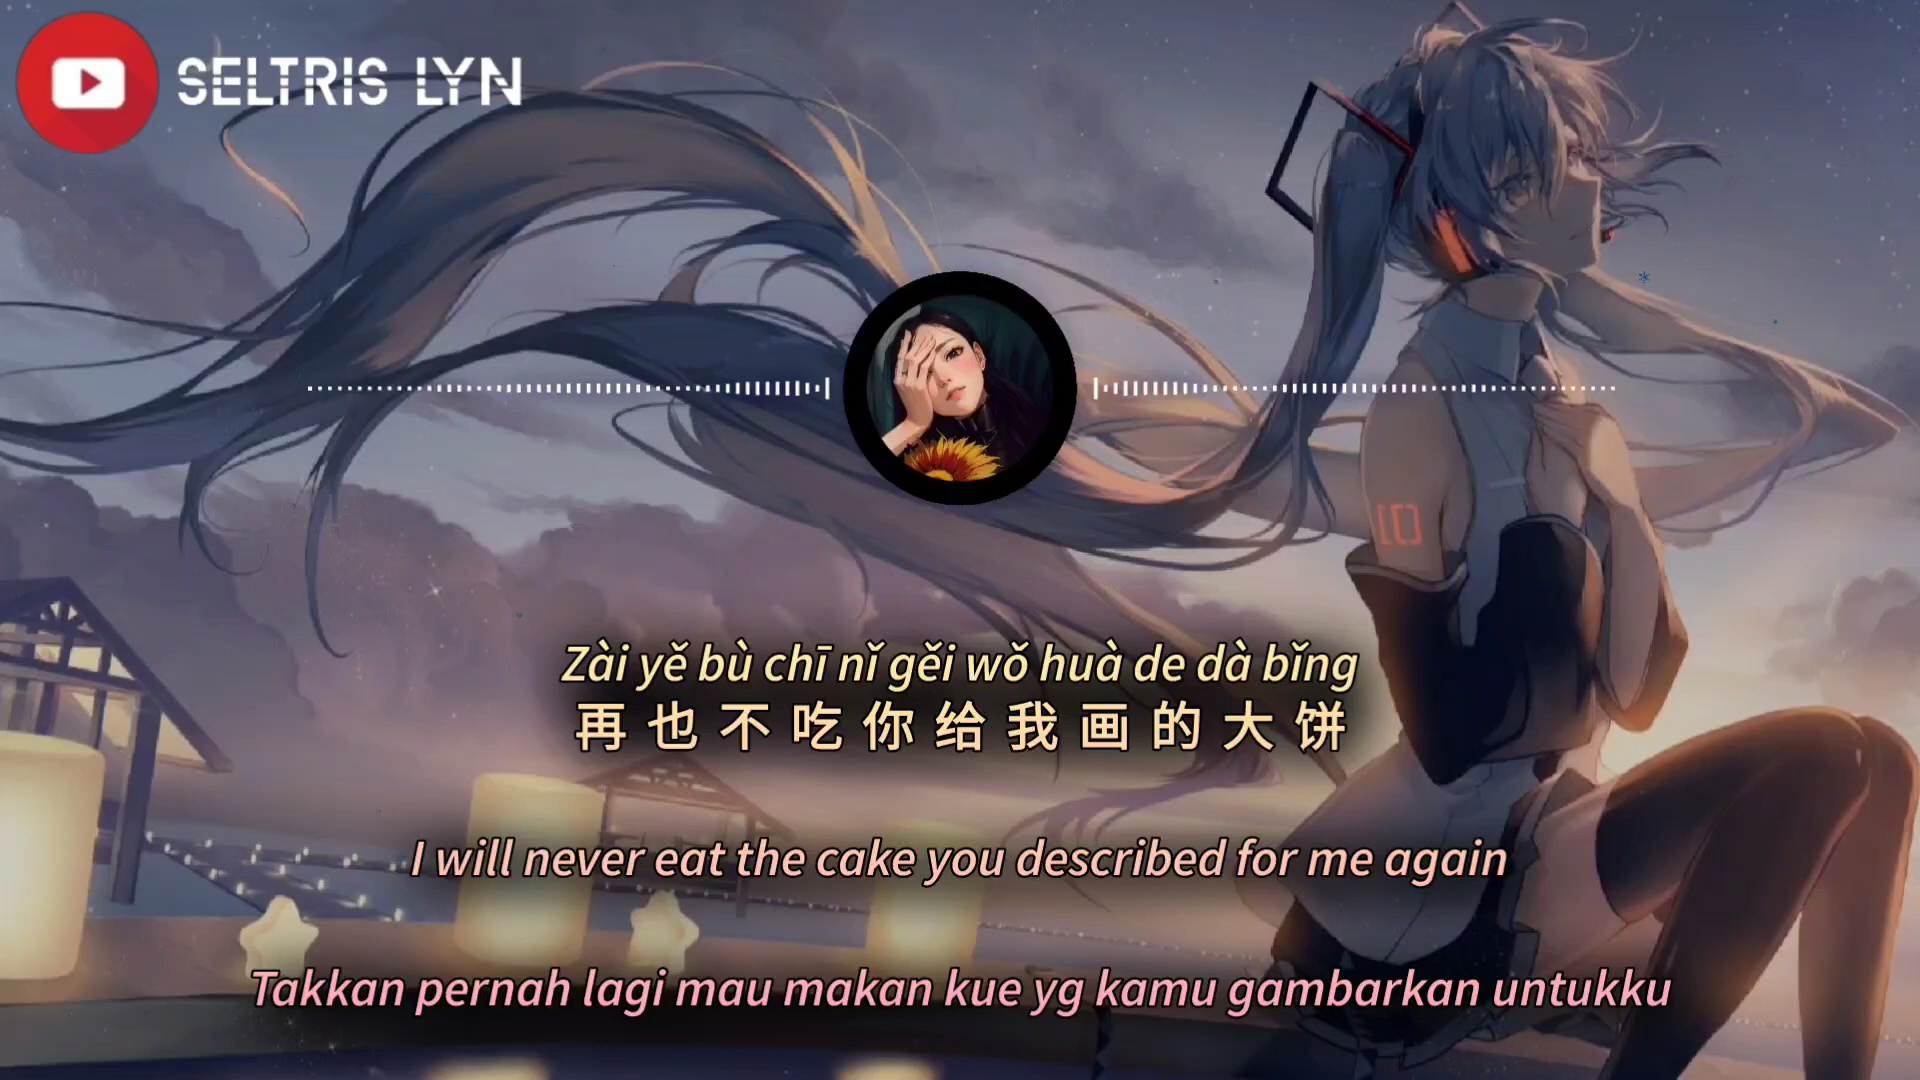 SELTRIS LYN
Zài yě bù chī nǐ gěi wǒ huà de dà bǐng
再也不吃你给我画的大饼
I will never eat the cake you described for me again
Takkan pernah lagi mau makan kue yg kamu gambarkan untukku